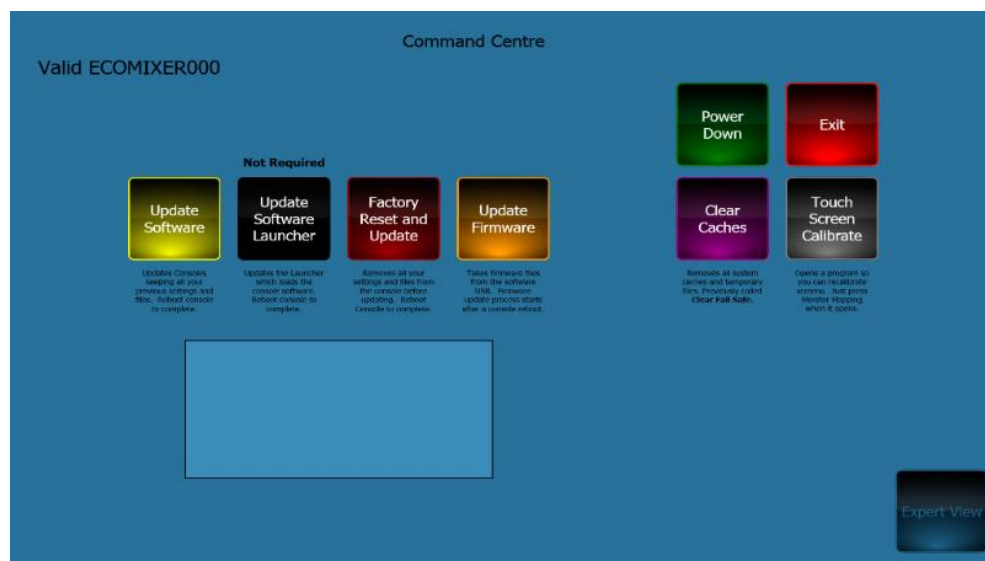 Command Centre
Valid ECOMIXER000
Power
Down
Exit
Not Required
Update
Software
Update
Software
Launcher
Factory
Reset and
Update
Update
Firmware
Clear
Caches
Touch
Screen
Calibrate
Updates Consoles
keeping all your
previous settings and
files. Reboot console
to complete.
Updates the Launcher
which loads the
console software.
Reboot console to
complete.
Removes all your
settings and files from
the console before
updating. Reboot
Console to complete.
Takes firmware files
from the software
USB. Firmware
update process starts
after a console reboot.
Removes all system
caches and temporary
files. Previously called
Clear Fail Safe.
Opens a program so
you can recalibrate
screens. Just press
Monitor Mapping
when it opens.
Expert View